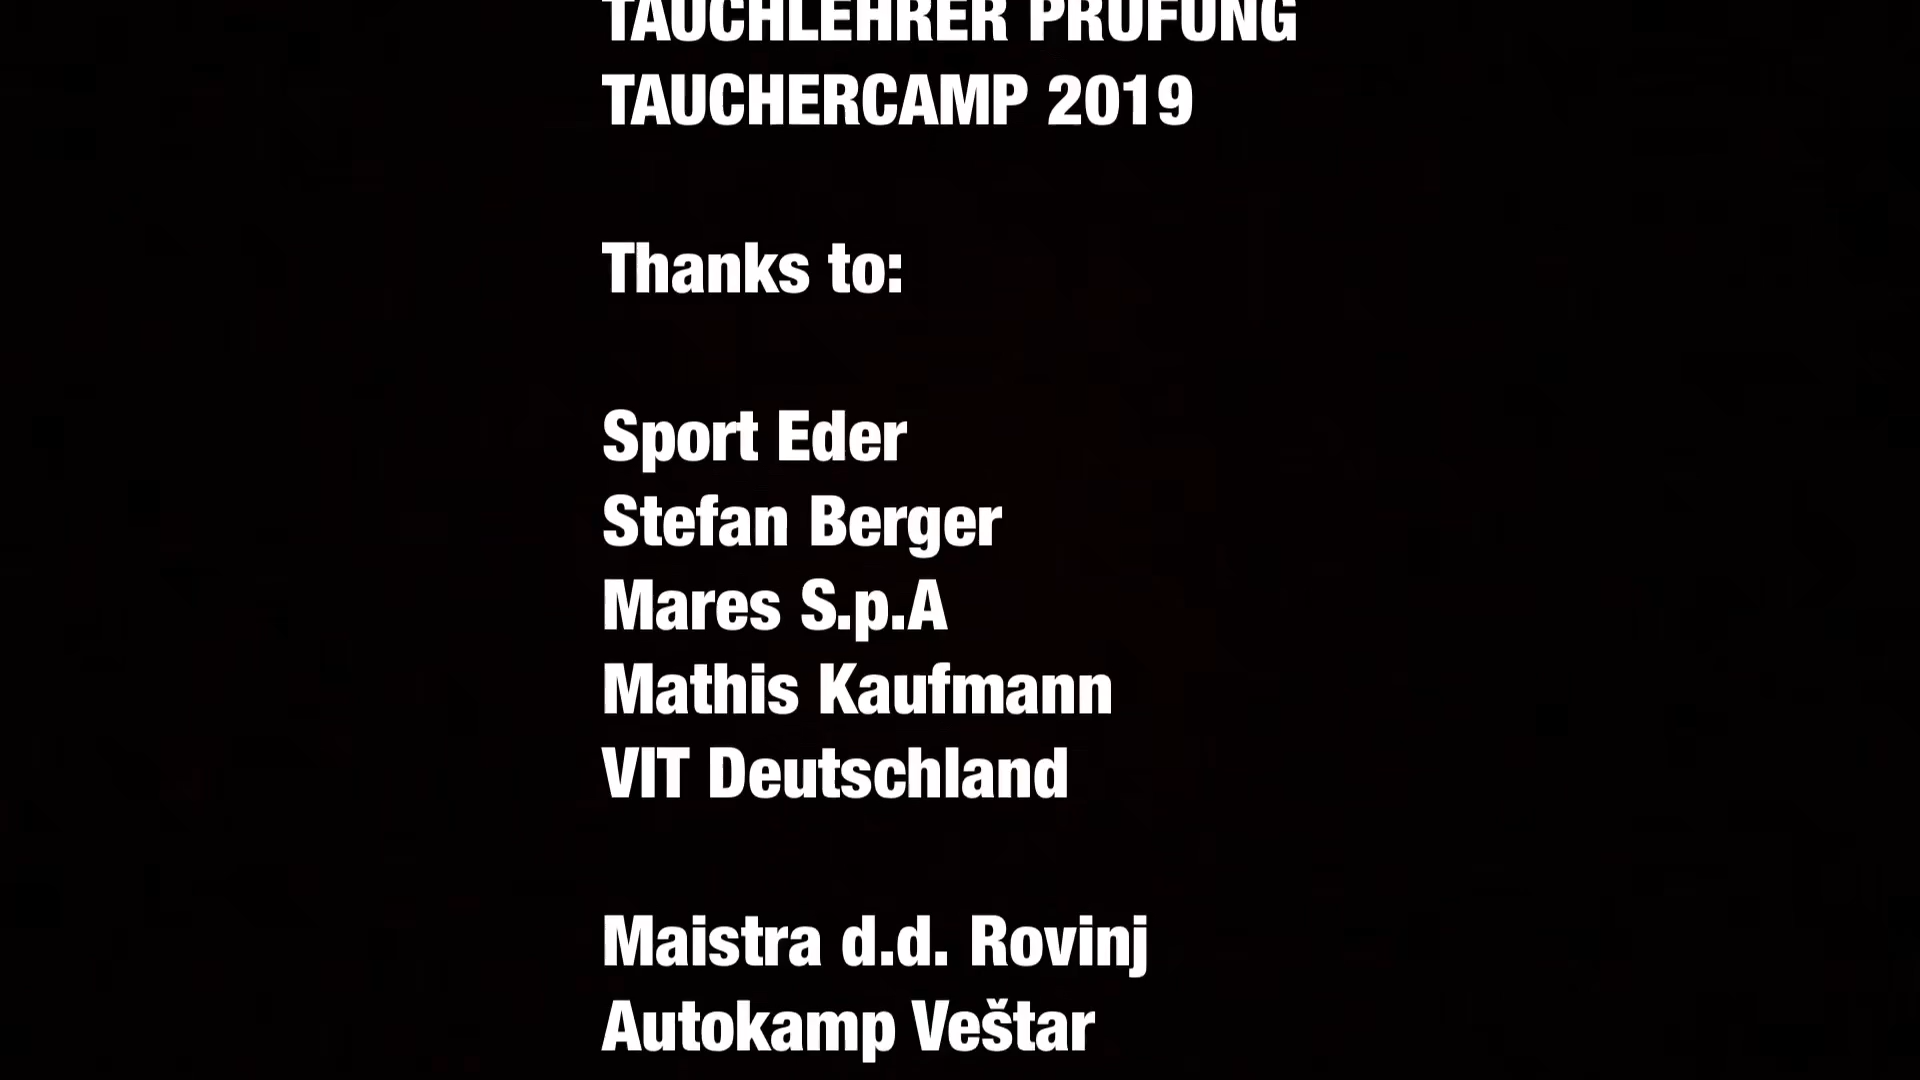 TAUCHLEHRER PRÜFUNG
TAUCHERCAMP 2019
Thanks to:
Sport Eder
Stefan Berger
Mares S.p.A
Mathis Kaufmann
VIT Deutschland
Maistra d.d. Rovinj
Autokamp Veštar